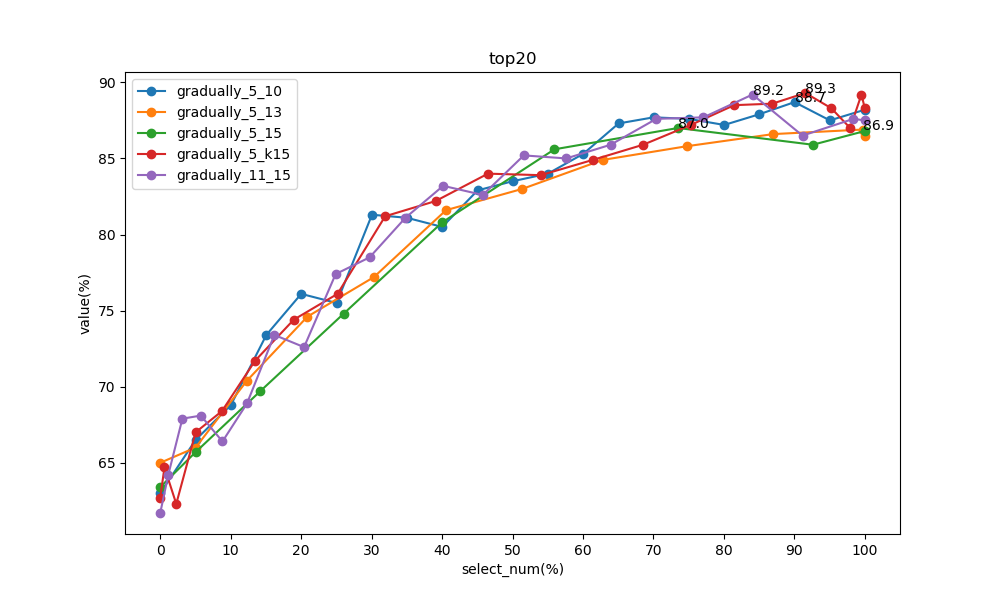 top20
90
85
80
75
70
65
value(%)
gradually_5_10
gradually_5_13
gradually_5_15
gradually_5_k15
gradually_11_15
87.0
89.2
89.3
88.7
86.9
0 10 20 30 40 50 60 70 80 90 100
select_num(%)